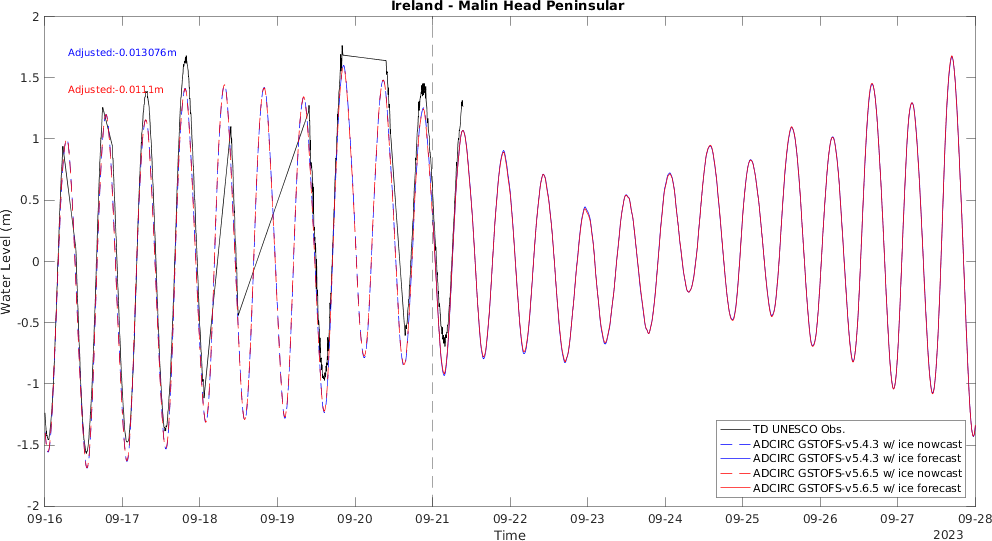 Ireland - Malin Head Peninsular
2
1.5
1
0.5
0
-0.5
-1
-1.5
-2
Water Level (m)
Adjusted:-0.013076m
Adjusted:-0.0111m
TD UNESCO Obs.
ADCIRC GSTOFS-v5.4.3 w/ ice nowcast
ADCIRC GSTOFS-v5.4.3 w/ ice forecast
ADCIRC GSTOFS-v5.6.5 w/ ice nowcast
ADCIRC GSTOFS-v5.6.5 w/ ice forecast
09-16 09-17 09-18 09-19 09-20 09-21 09-22 09-23 09-24 09-25 09-26 09-27 09-28
Time
2023